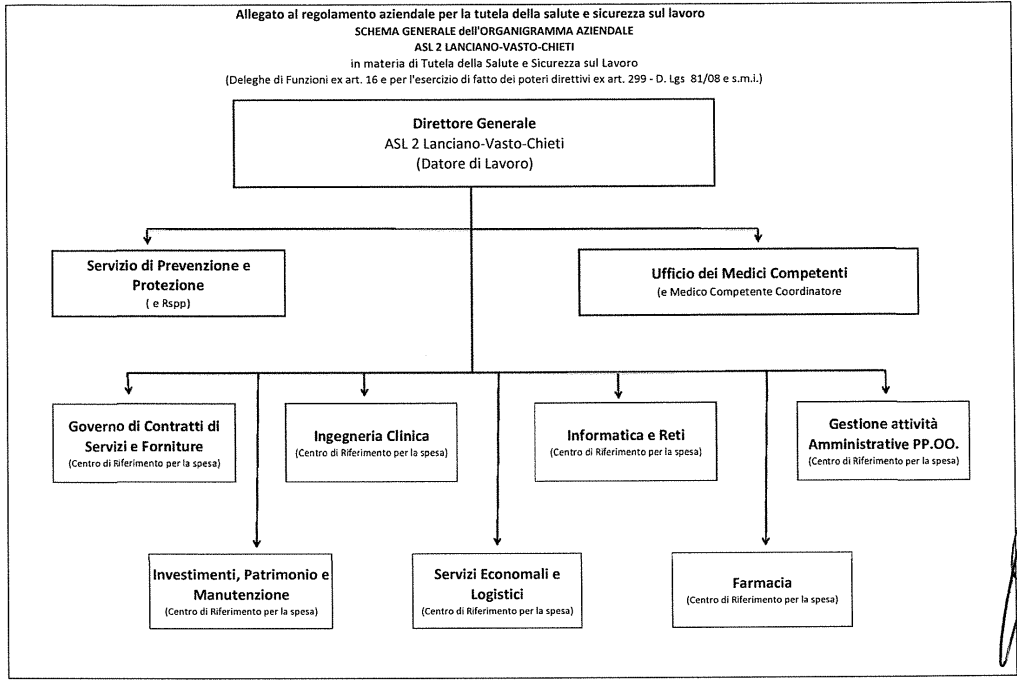 Allegato al regolamento aziendale per la tutela della salute e sicurezza sul lavoro
SCHEMA GENERALE dell'ORGANIGRAMMA AZIENDALE
ASL 2 LANCIANO-VASTO-CHIETI
in materia di Tutela della Salute e Sicurezza sul Lavoro
(Deleghe di Funzioni ex art. 16 e per l'esercizio di fatto dei poteri direttivi ex art. 299 - D. Lgs 81/08 e s.m.i.)
Direttore Generale
ASL 2 Lanciano-Vasto-Chieti
(Datore di Lavoro)
Servizio di Prevenzione e
Protezione
( e Rspp)
Ufficio dei Medici Competenti
(e Medico Competente Coordinatore
Governo di Contratti di
Servizi e Forniture
(Centro di Riferimento per la spesa)
Ingegneria Clinica
(Centro di Riferimento per la spesa)
Informatica e Reti
(Centro di Riferimento per la spesa)
Gestione attività
Amministrative PP.OO.
(Centro di Riferimento per la spesa)
Investimenti, Patrimonio e
Manutenzione
(Centro di Riferimento per la spesa)
Servizi Economali e
Logistici
(Centro di Riferimento per la spesa)
Farmacia
(Centro di Riferimento per la spesa)